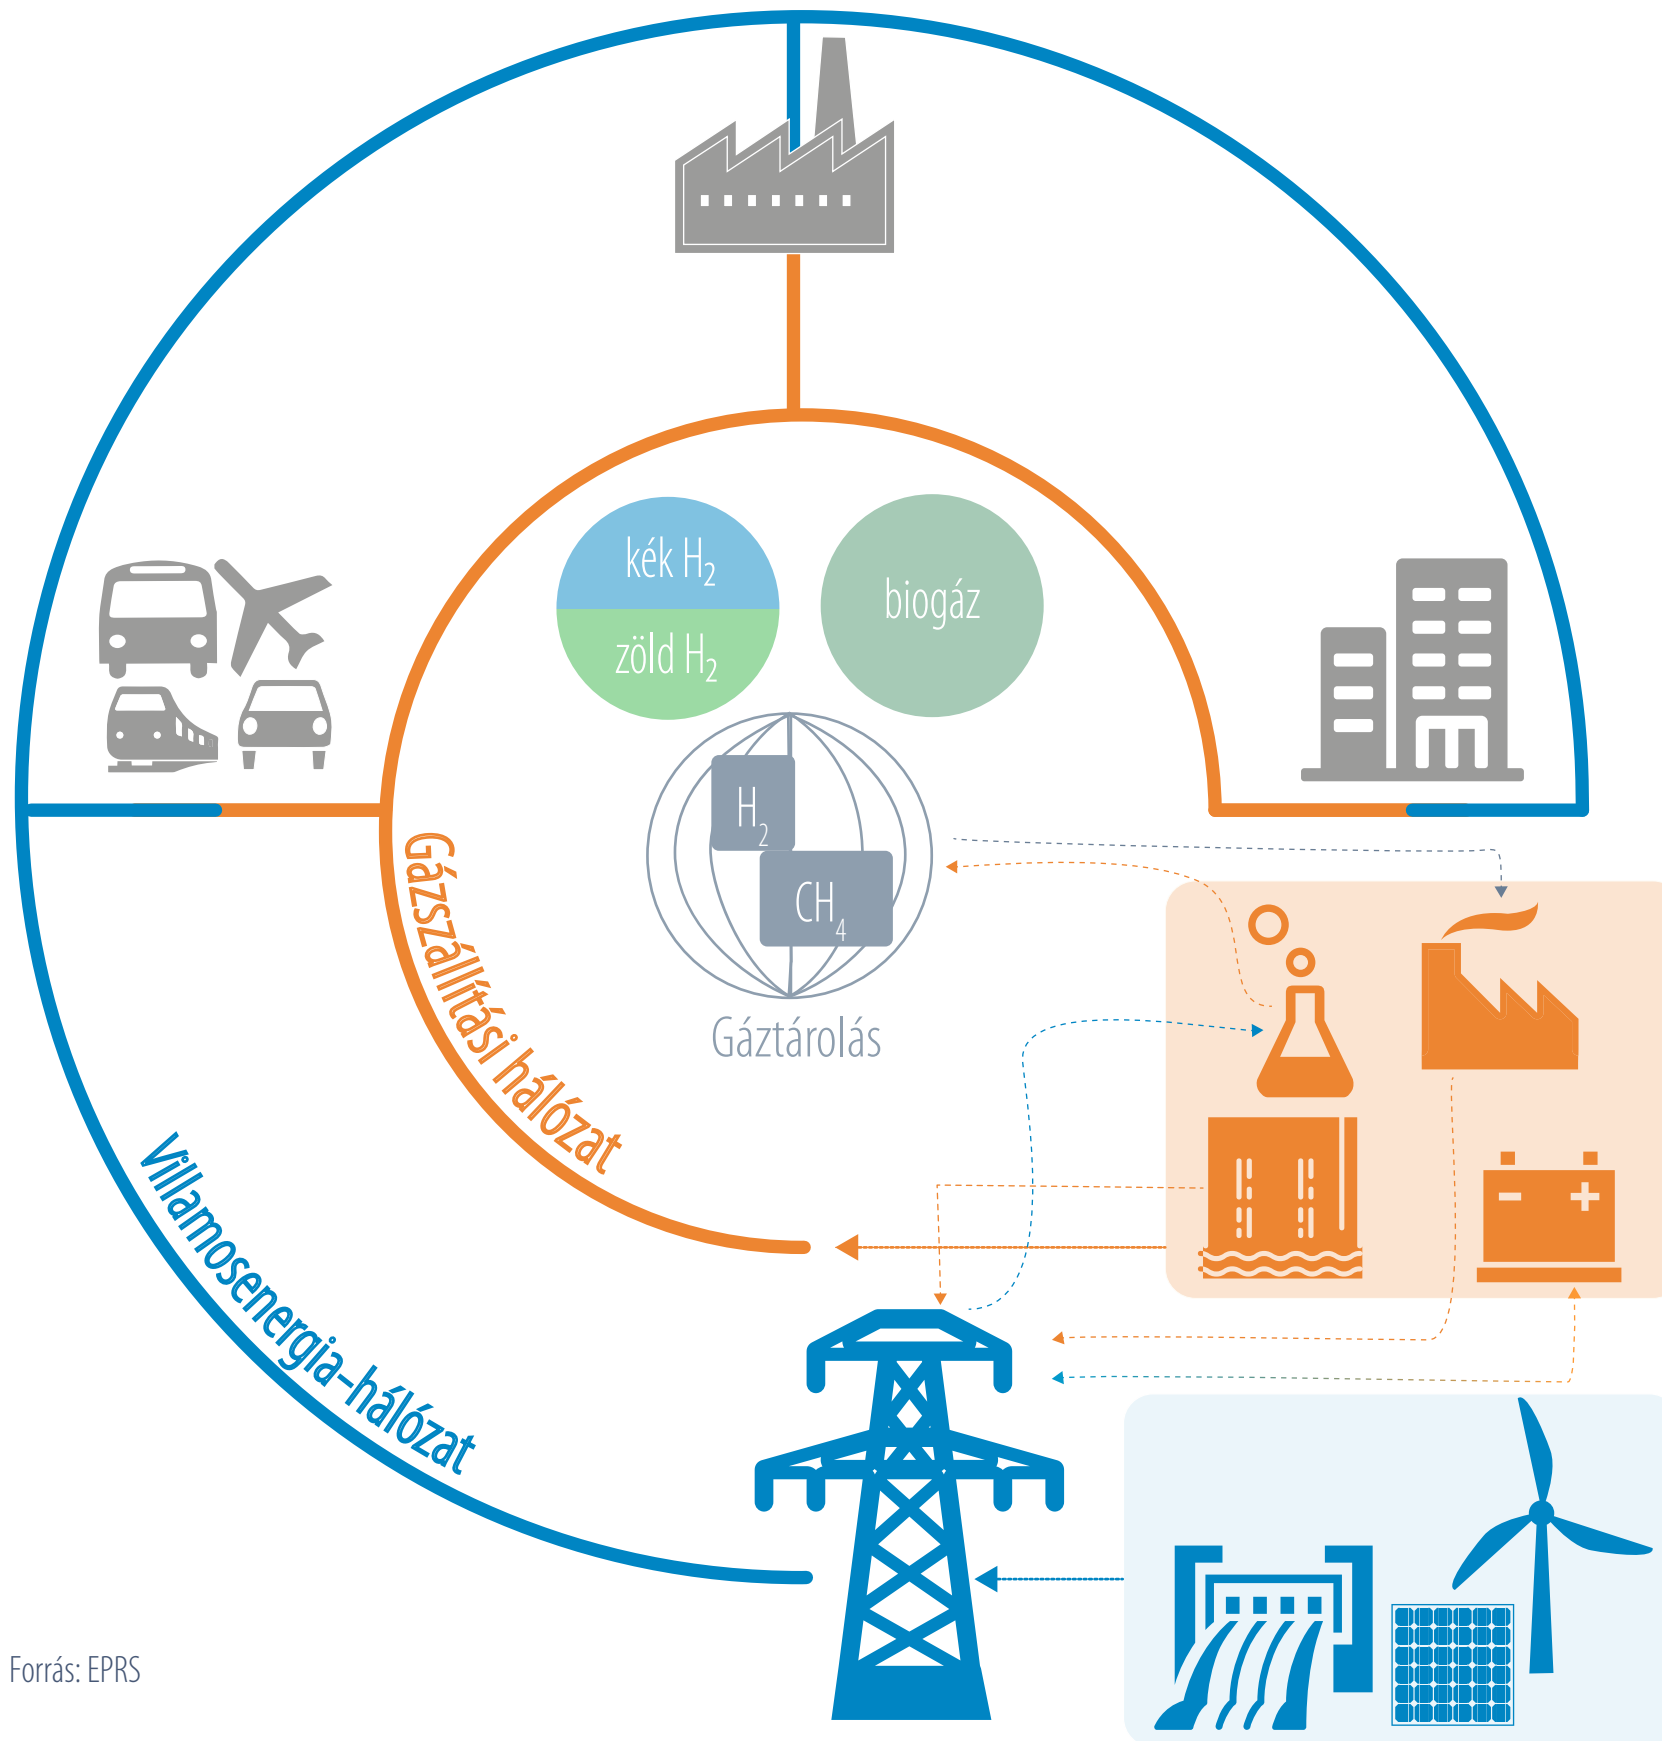 kék H₂
zöld H₂
biogáz
H₂
CH₄
Gáztárolás
Gázszállítási hálózat
Villamosenergia-hálózat
Forrás: EPRS